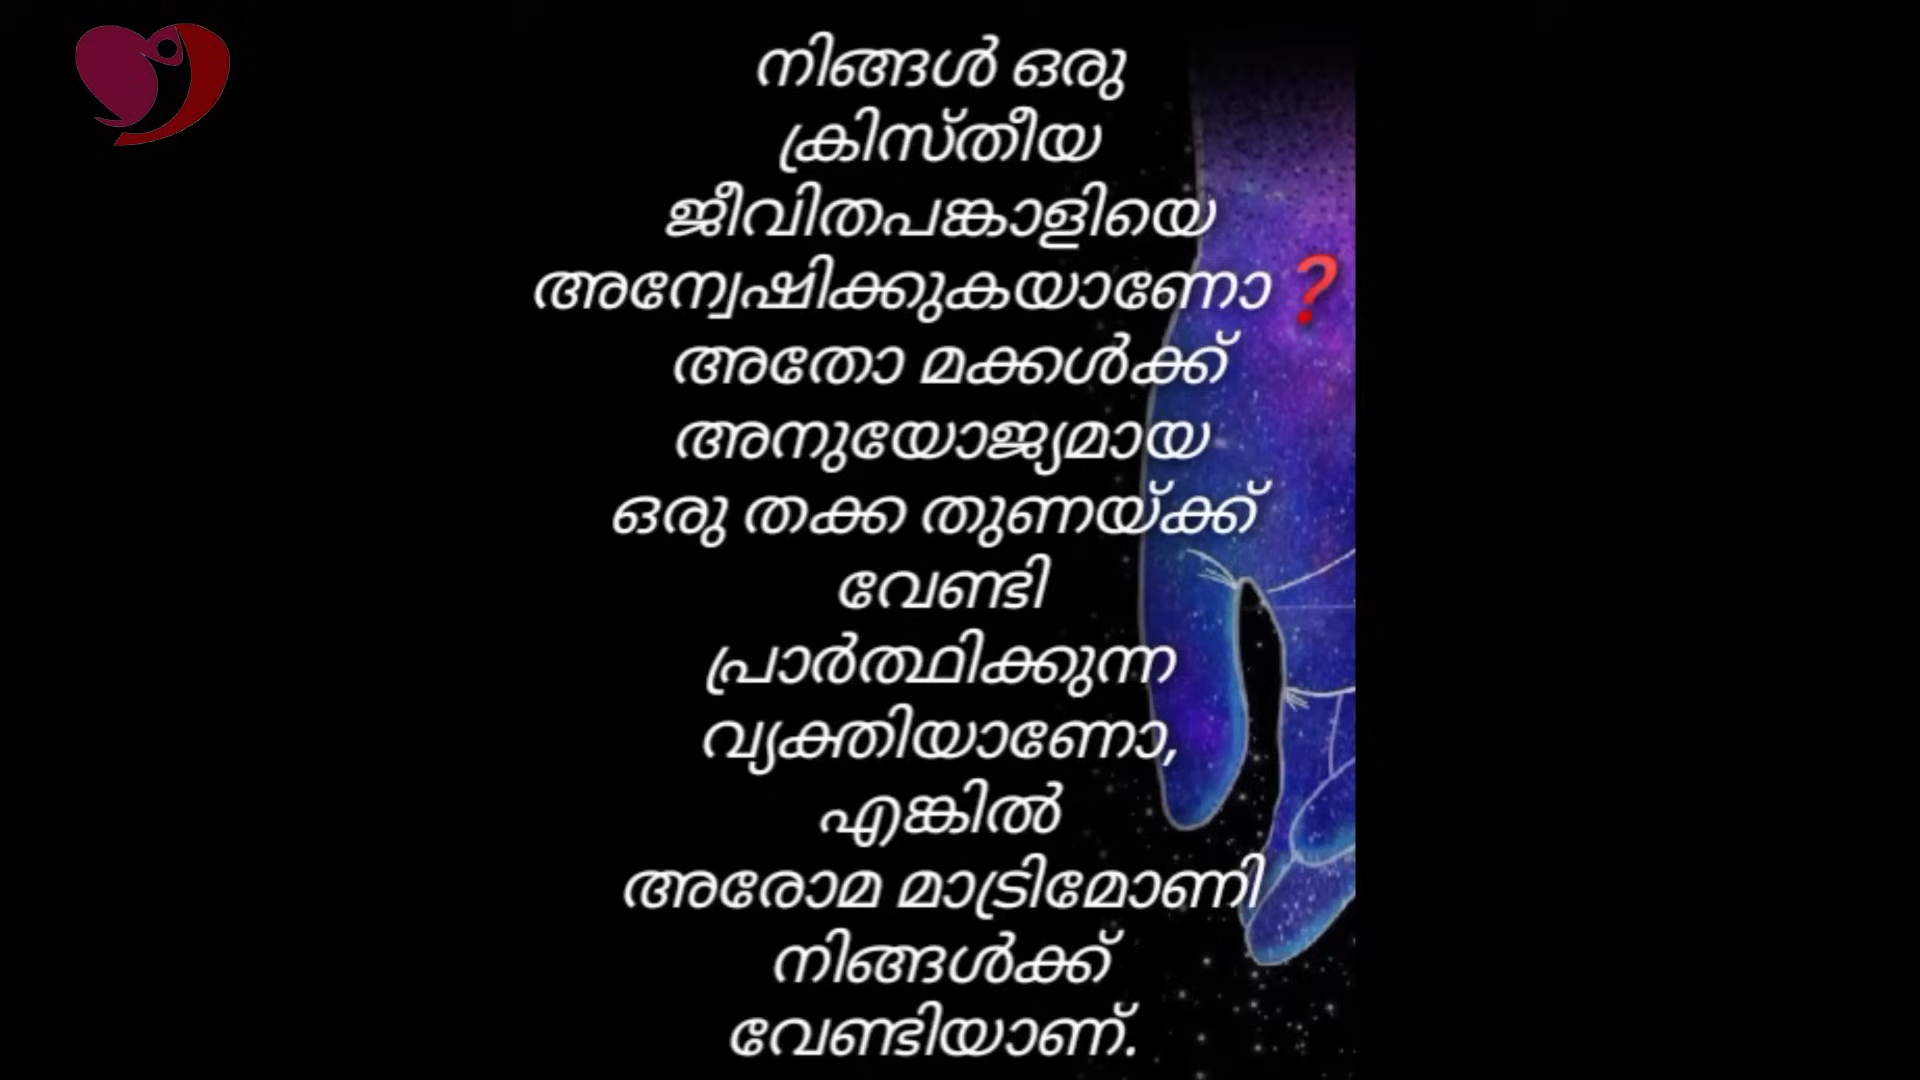 നിങ്ങൾ ഒരു
ക്രിസ്തീയ
ജീവിതപങ്കാളിയെ
അന്വേഷിക്കുകയാണോ❓
അതോ മക്കൾക്ക്
അനുയോജ്യമായ
ഒരു തക്ക തുണയ്ക്ക്
വേണ്ടി
പ്രാർത്ഥിക്കുന്ന
വ്യക്തിയാണോ,
എങ്കിൽ
അരോമ മാട്രിമോണി
നിങ്ങൾക്ക്
വേണ്ടിയാണ്.